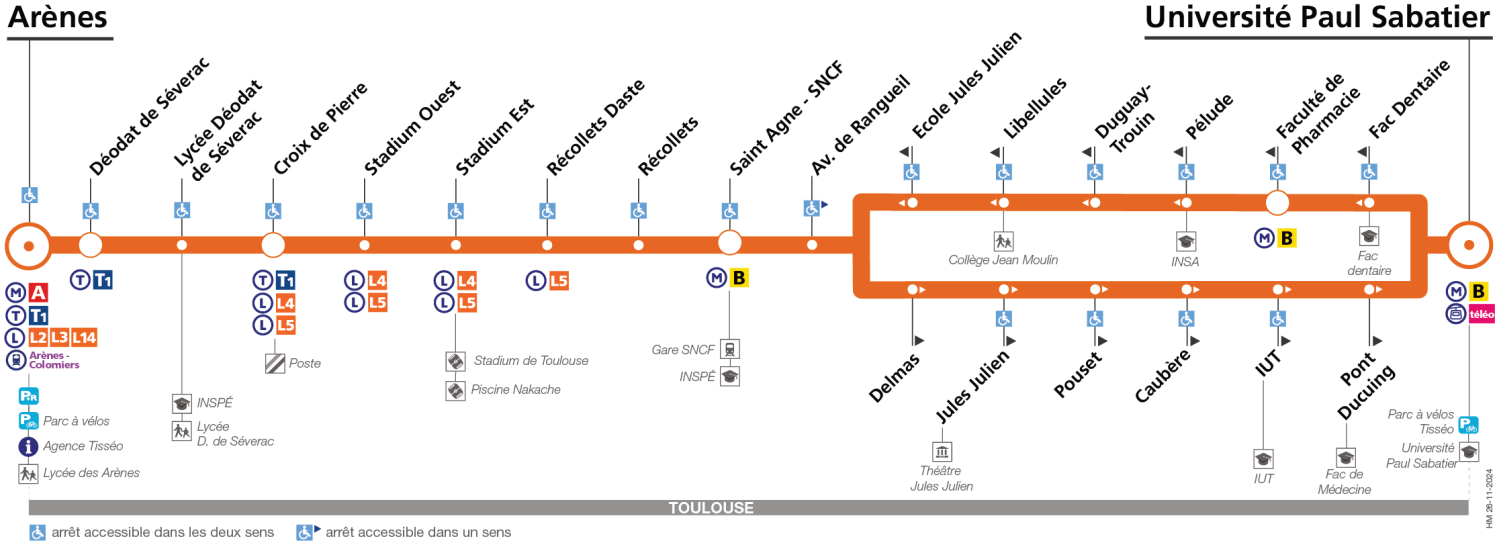 Arènes
Université Paul Sabatier
Déodat de Séverac
Lycée Déodat
de Séverac
Croix de Pierre
Stadium Ouest
Stadium Est
Récollets Daste
Récollets
Saint Agne - SNCF
Av. de Rangueil
Ecole Jules Julien
Libellules
Duguay-
Trouin
Pélude
Faculté de
Pharmacie
Fac Dentaire
M A
T T1
L L2 L3 L14
Arènes -
Colomiers
PR
Parc à vélos
i Agence Tisséo
Lycée des Arènes
T T1
INSPÉ
Lycée
D. de Séverac
T T1
L L4
L L5
Poste
L L4
L L5
L L4
L L5
Stadium de Toulouse
Piscine Nakache
L L5
M B
Gare SNCF
INSPÉ
Collège Jean Moulin
INSA
M B
Fac
dentaire
Delmas
Jules Julien
Pouset
Caubère
IUT
Pont
Ducuing
Théâtre
Jules Julien
IUT
Fac de
Médecine
M B
téléo
Parc à vélos
Tisséo
P
Université
Paul Sabatier
TOULOUSE
arrêt accessible dans les deux sens
arrêt accessible dans un sens
HM 26-11-2024